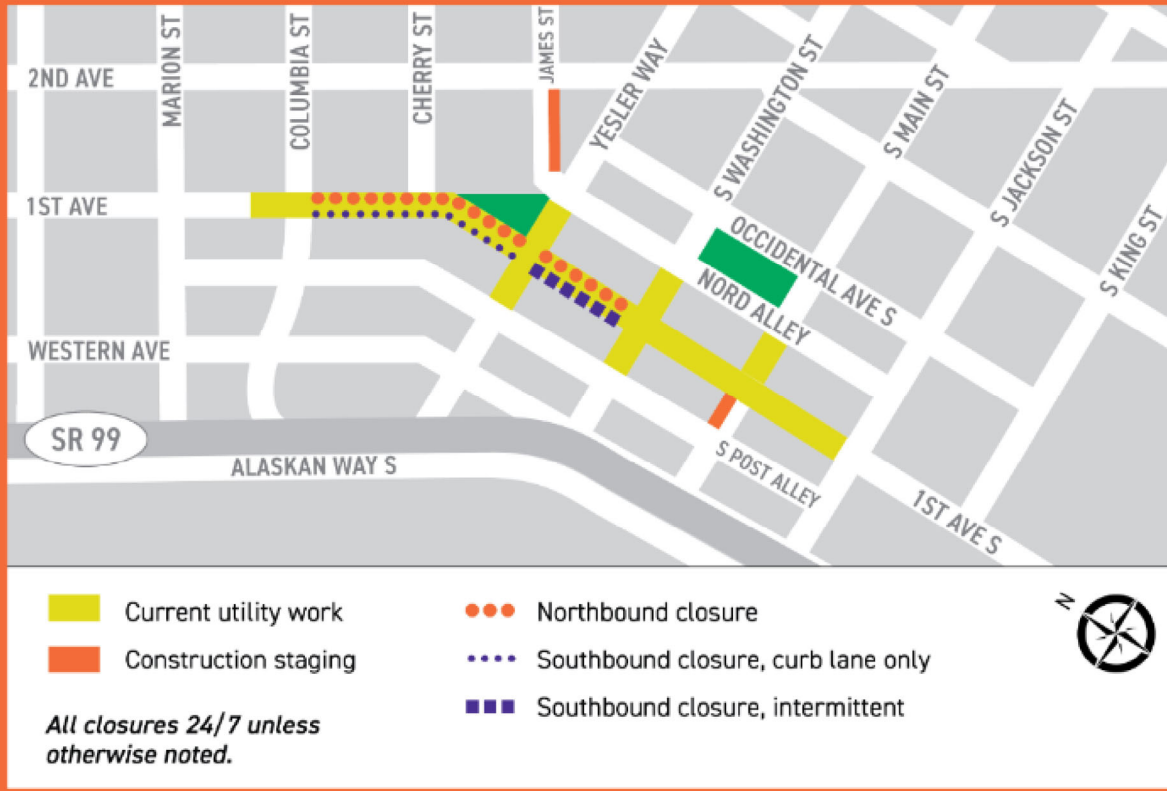 MARION ST
COLUMBIA ST
CHERRY ST
JAMES ST
2ND AVE
YESLER WAY
S WASHINGTON ST
S MAIN ST
S JACKSON ST
S KING ST
1ST AVE
OCCIDENTAL AVE S
NORD ALLEY
WESTERN AVE
SR 99
ALASKAN WAY S
S POST ALLEY
1ST AVE S
Current utility work
Construction staging
All closures 24/7 unless
otherwise noted.
Northbound closure
Southbound closure, curb lane only
Southbound closure, intermittent
N